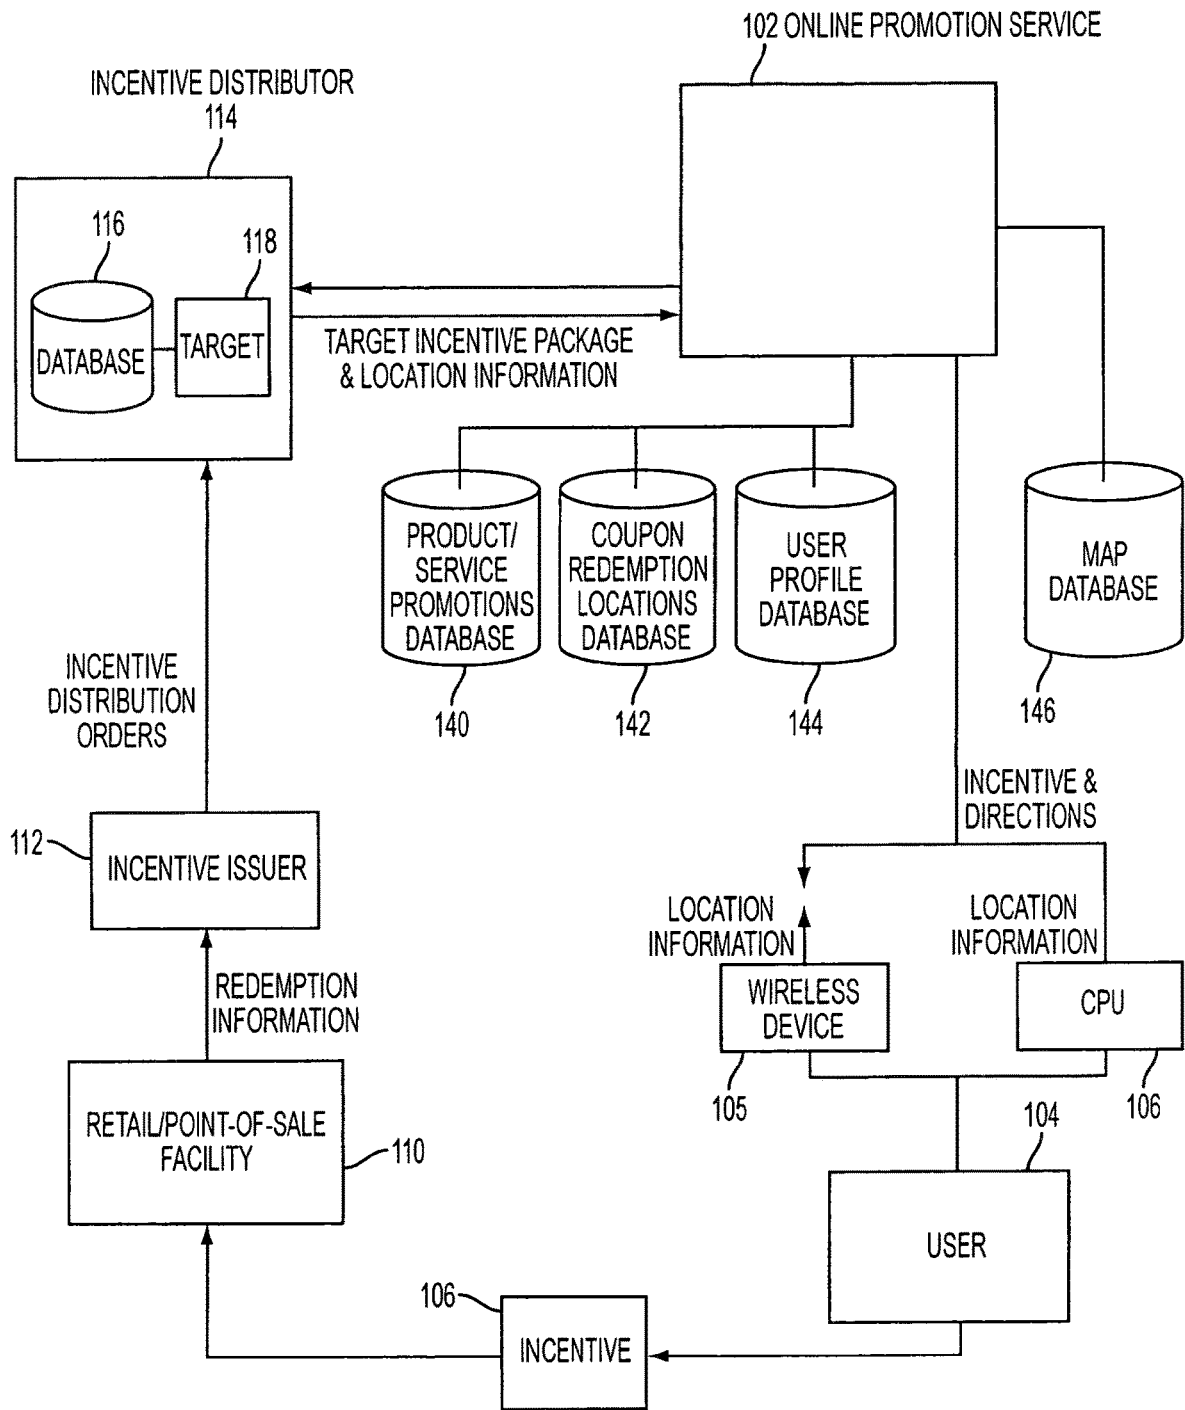 102 ONLINE PROMOTION SERVICE
INCENTIVE DISTRIBUTOR
114
116
118
DATABASE
TARGET
TARGET INCENTIVE PACKAGE
& LOCATION INFORMATION
PRODUCT/
SERVICE
PROMOTIONS
DATABASE
COUPON
REDEMPTION
LOCATIONS
DATABASE
USER
PROFILE
DATABASE
MAP
DATABASE
140
142
144
146
INCENTIVE
DISTRIBUTION
ORDERS
INCENTIVE &
DIRECTIONS
112
INCENTIVE ISSUER
LOCATION
INFORMATION
LOCATION
INFORMATION
REDEMPTION
INFORMATION
WIRELESS
DEVICE
CPU
105
106
104
RETAIL/POINT-OF-SALE
FACILITY
110
USER
106
INCENTIVE